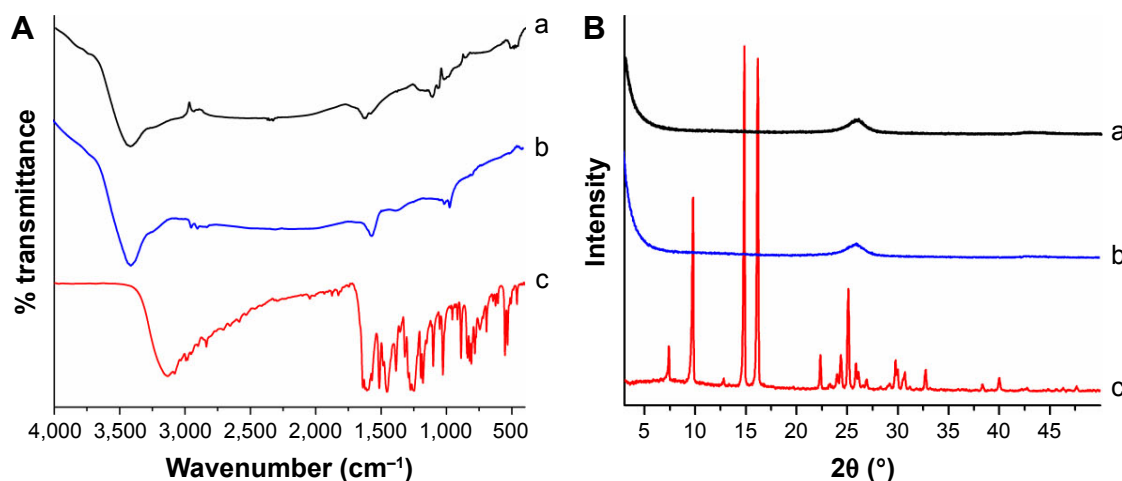 A
a
b
c
% transmittance
4,000 3,500 3,000 2,500 2,000 1,500 1,000 500
Wavenumber (cm⁻¹)
B
a
b
c
Intensity
5 10 15 20 25 30 35 40 45
2θ (°)